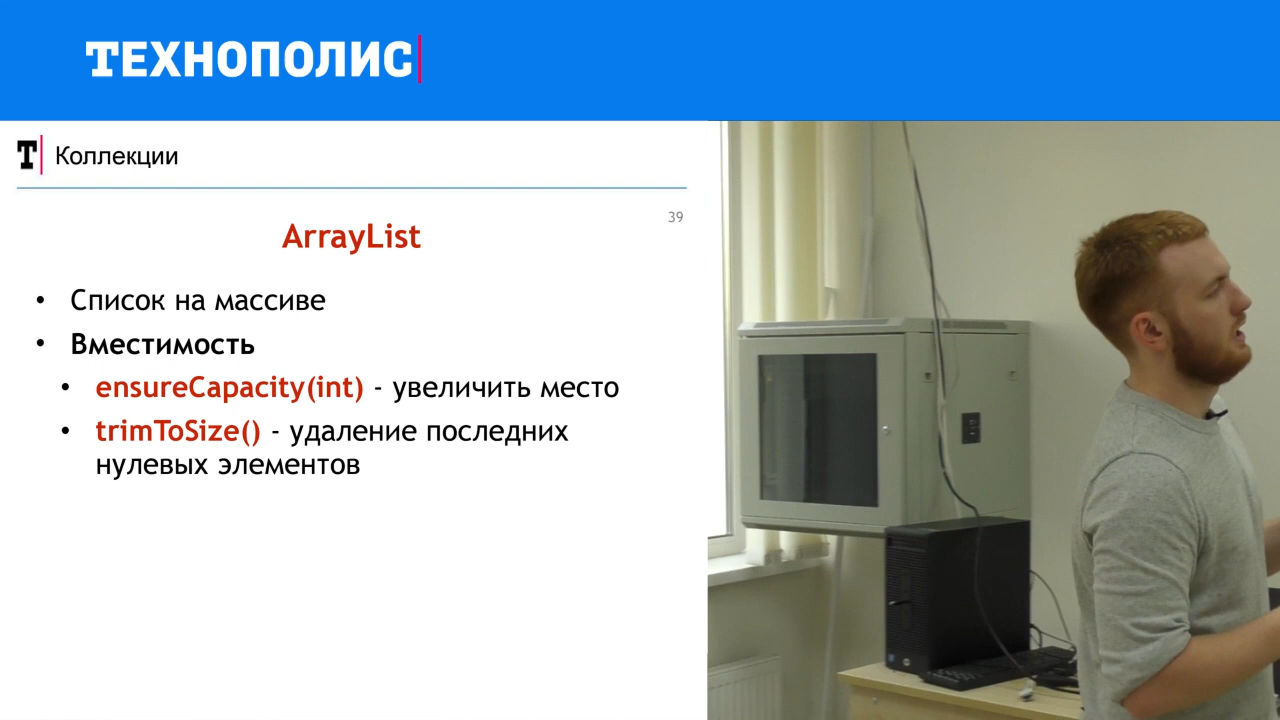 ТЕХНОПОЛИС
T Коллекции
39
ArrayList
• Список на массиве
• Вместимость
• ensureCapacity(int) - увеличить место
• trimToSize() - удаление последних
нулевых элементов